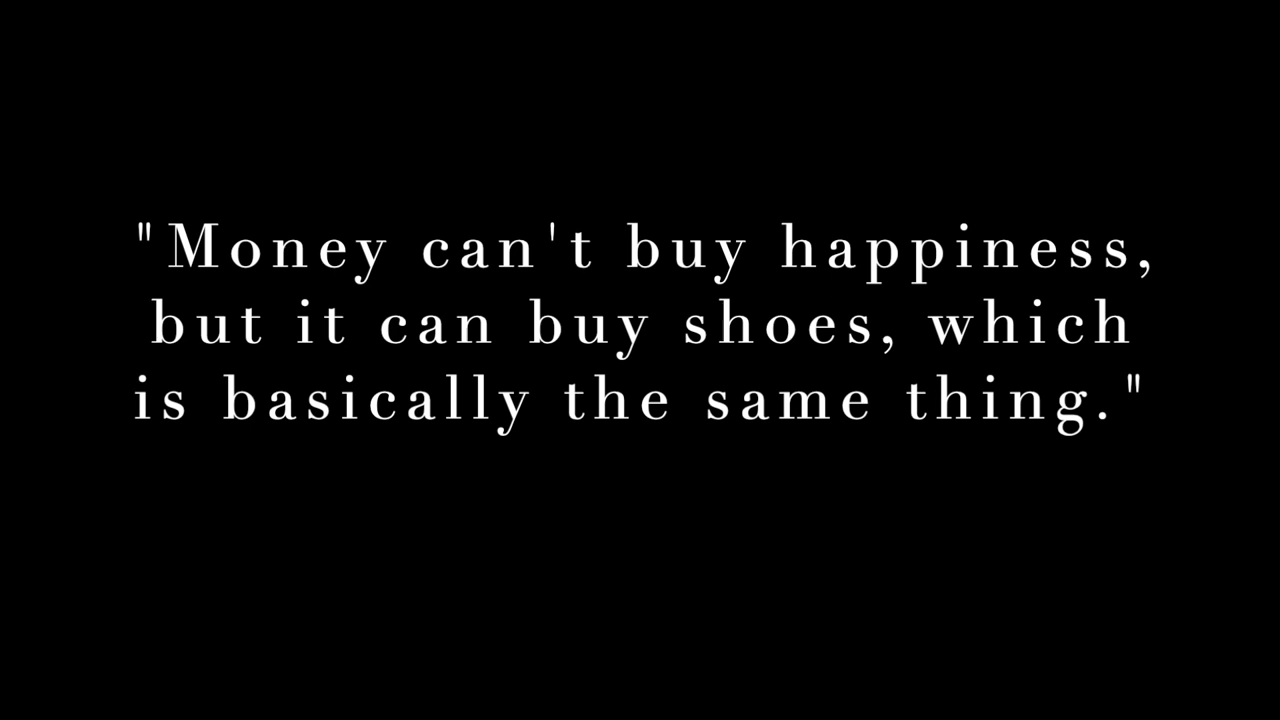 "Money can't buy happiness,
but it can buy shoes, which
is basically the same thing."